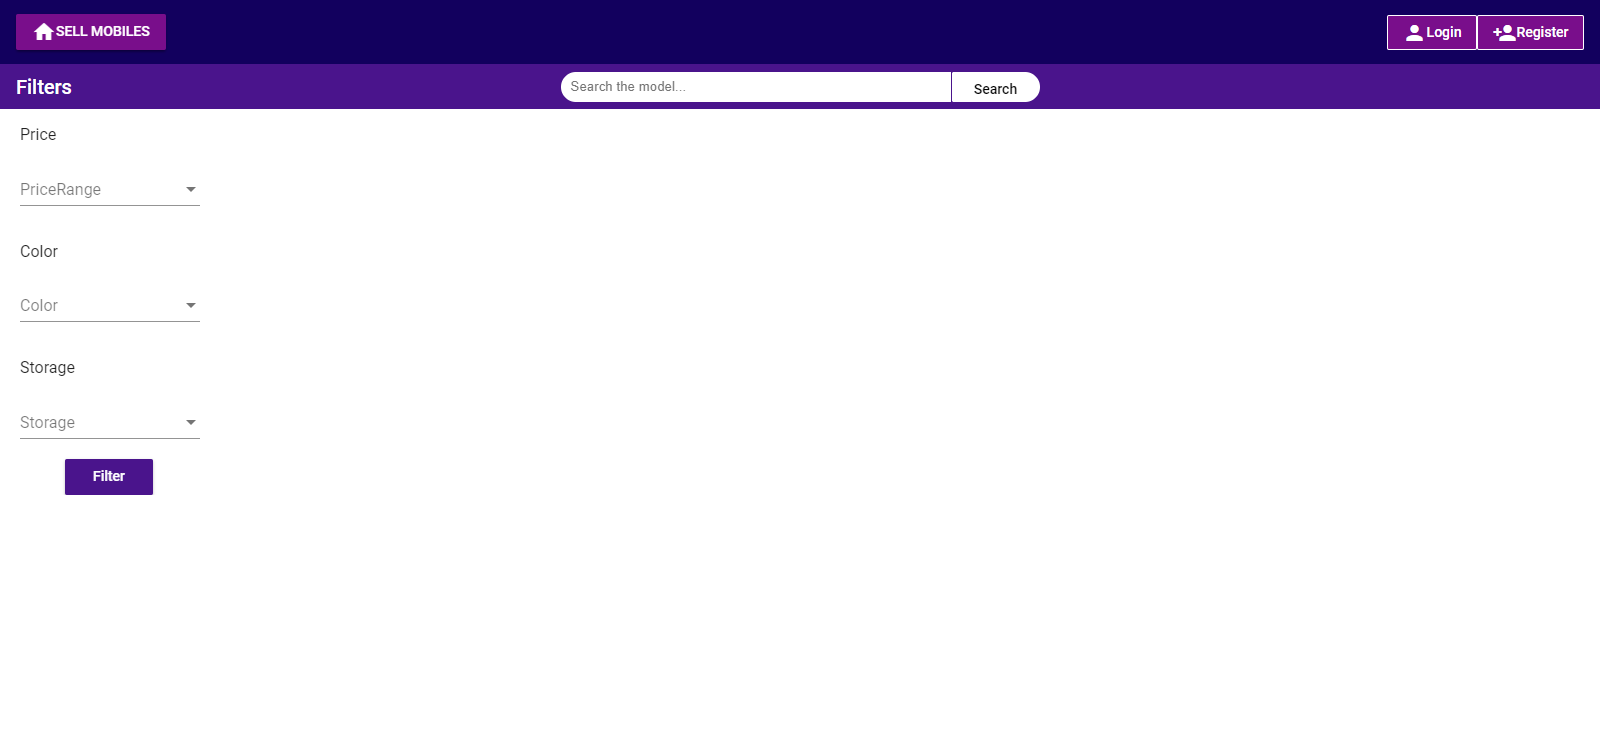 SELL MOBILES
Login
Register
Filters
Search the model...
Search
Price
PriceRange
Color
Color
Storage
Storage
Filter